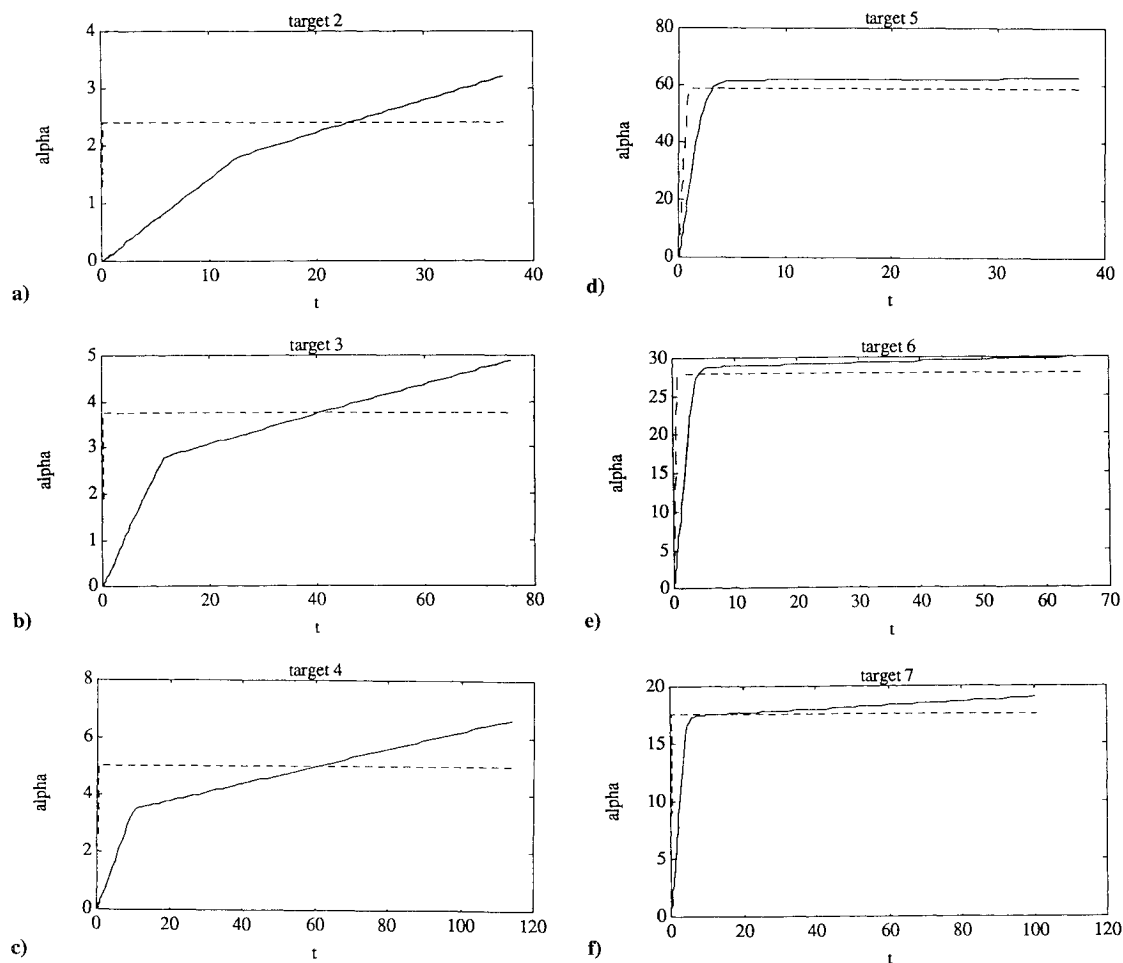 target 2
4
3
2
1
0
alpha
0 10 20 30 40
t
a)
target 3
5
4
3
2
1
0
alpha
0 20 40 60 80
t
b)
target 4
8
6
4
2
0
alpha
0 20 40 60 80 100 120
t
c)
target 5
80
60
40
20
0
alpha
0 10 20 30 40
t
d)
target 6
30
25
20
15
10
5
0
alpha
0 10 20 30 40 50 60 70
t
e)
target 7
20
15
10
5
0
alpha
0 20 40 60 80 100 120
t
f)